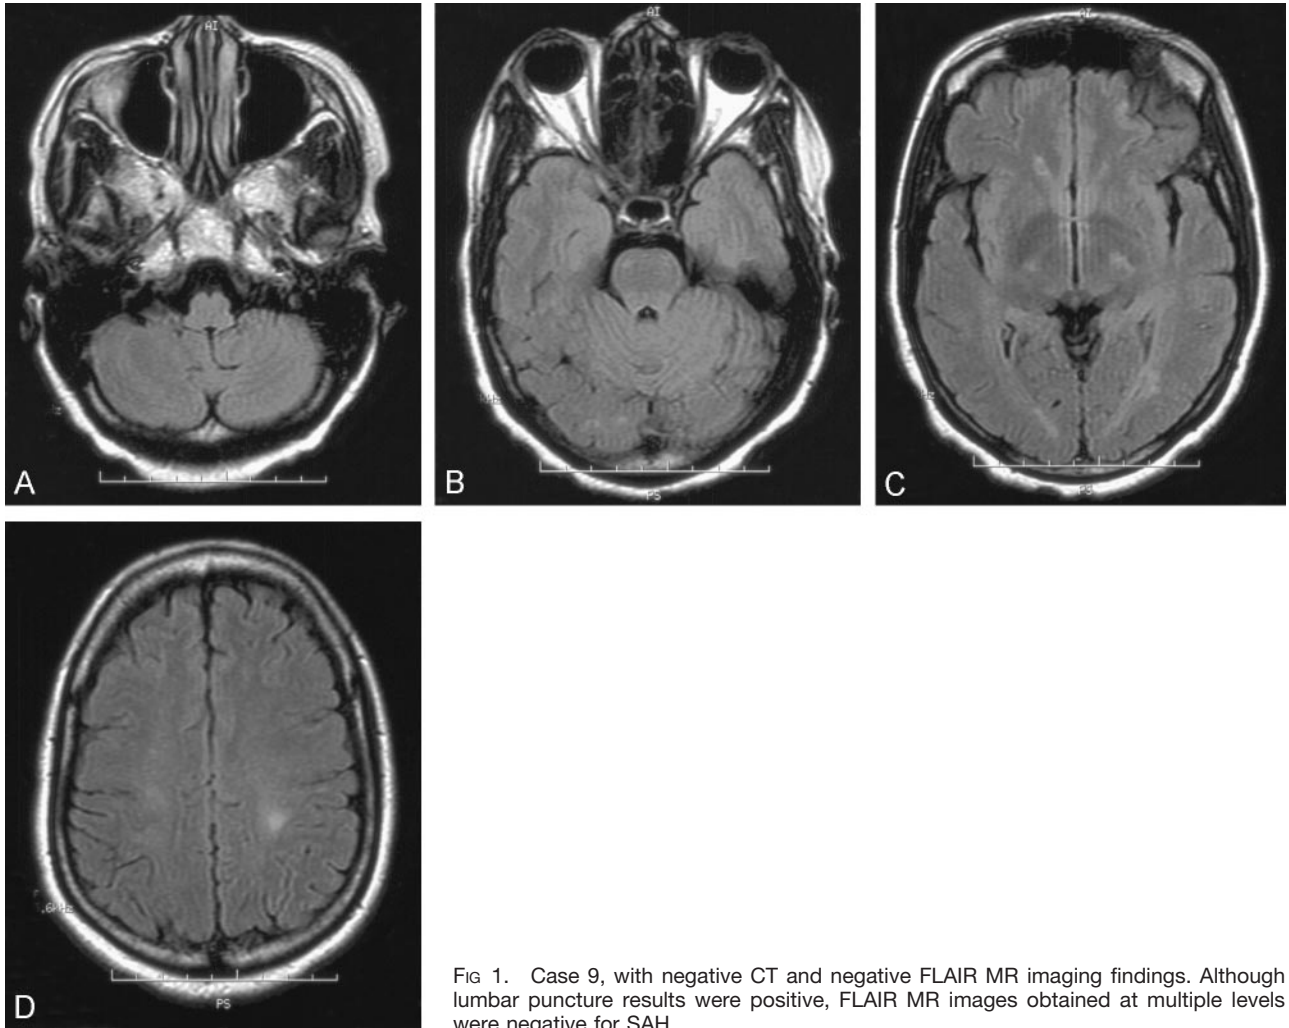 AI
AI
AI
A
B
PS
C
PS
D
PS
FIG 1. Case 9, with negative CT and negative FLAIR MR imaging findings. Although
lumbar puncture results were positive, FLAIR MR images obtained at multiple levels
were negative for SAH